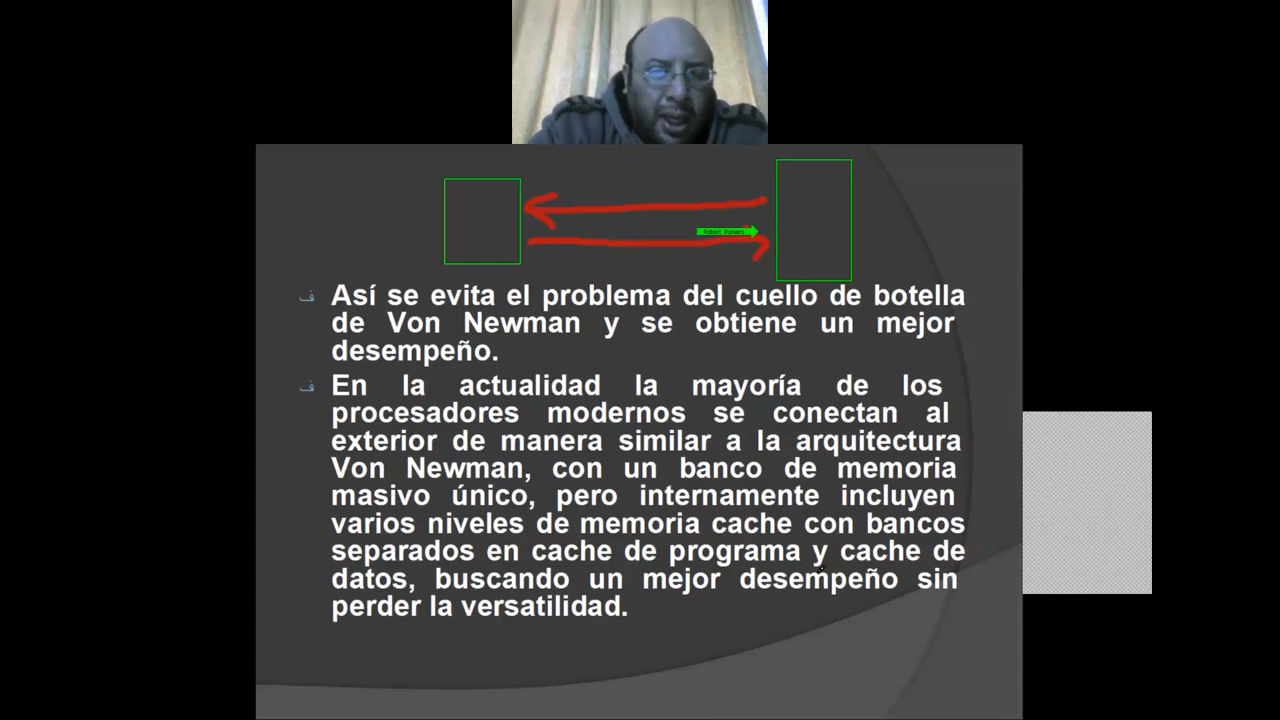 Robert Romero
ف Así se evita el problema del cuello de botella
de Von Newman y se obtiene un mejor
desempeño.
ف En la actualidad la mayoría de los
procesadores modernos se conectan al
exterior de manera similar a la arquitectura
Von Newman, con un banco de memoria
masivo único, pero internamente incluyen
varios niveles de memoria cache con bancos
separados en cache de programa y cache de
datos, buscando un mejor desempeño sin
perder la versatilidad.